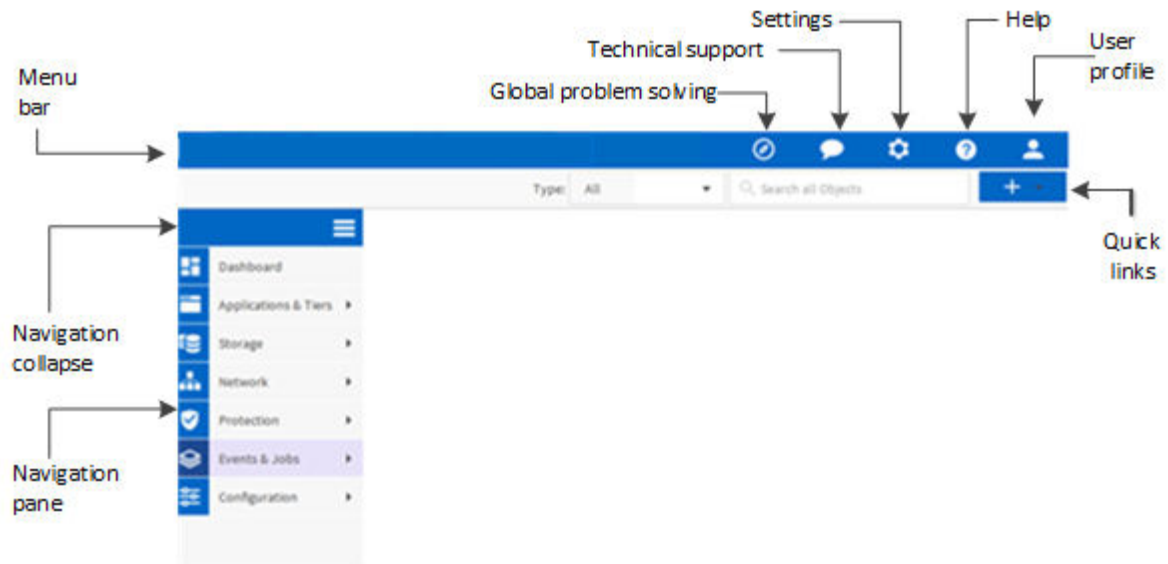 Settings
Help
Technical support
User
profile
Menu
bar
Global problem solving
Type: All
Search all Objects
Quick
links
Dashboard
Applications & Tiers
Navigation
collapse
Storage
Network
Protection
Events & Jobs
Navigation
pane
Configuration